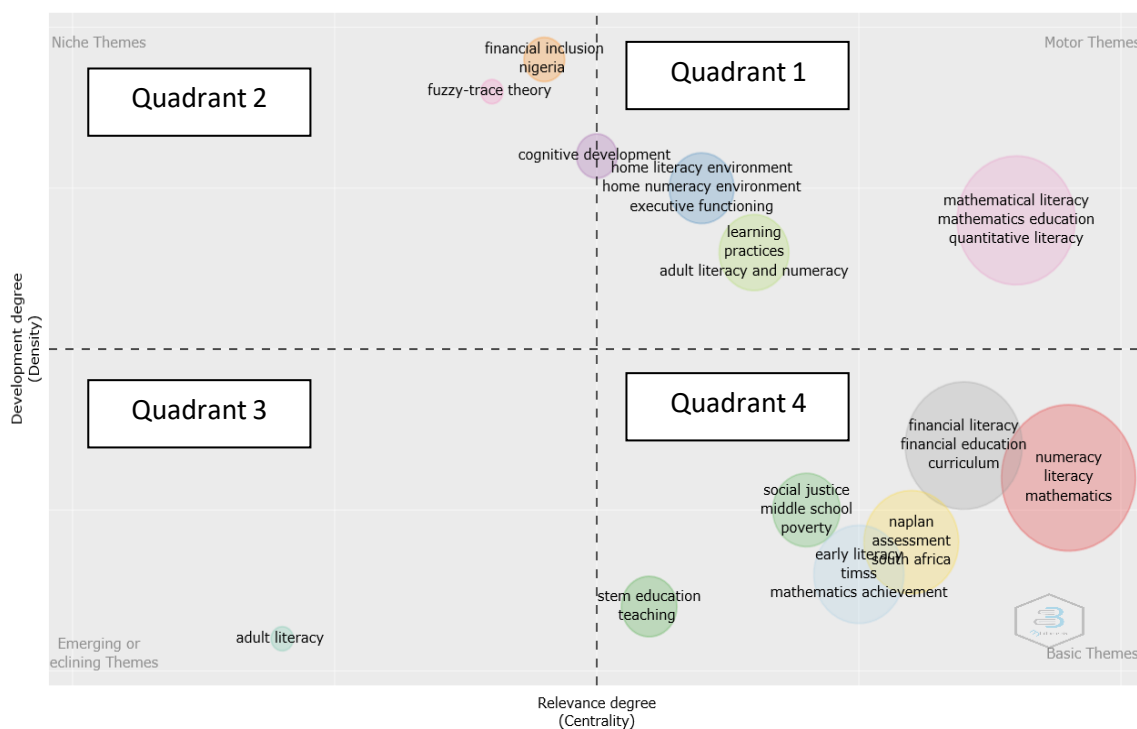 Niche Themes
financial inclusion
nigeria
fuzzy-trace theory
Quadrant 2
Quadrant 1
Motor Themes
cognitive development
home literacy environment
home numeracy environment
executive functioning
learning
practices
adult literacy and numeracy
mathematical literacy
mathematics education
quantitative literacy
Development degree
(Density)
Quadrant 3
Quadrant 4
financial literacy
financial education
curriculum
numeracy
literacy
mathematics
social justice
middle school
poverty
naplan
assessment
south africa
early literacy
timss
mathematics achievement
stem education
teaching
adult literacy
Emerging or
eclining Themes
Basic Themes
Relevance degree
(Centrality)